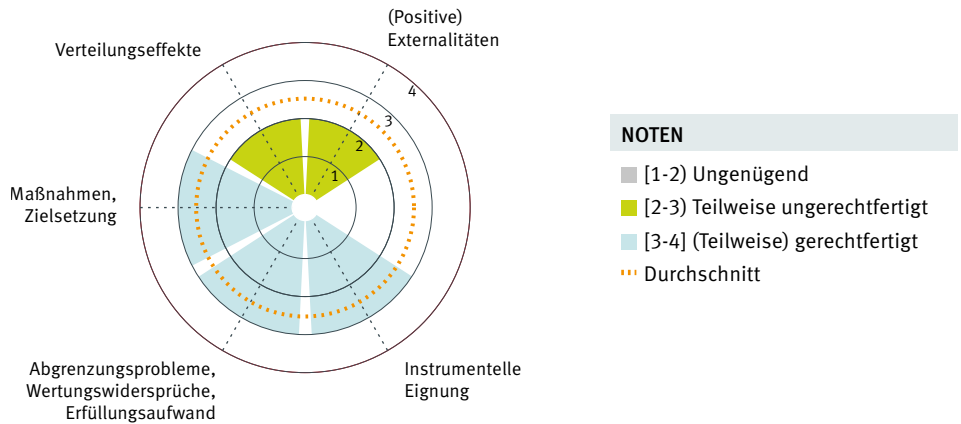 (Positive)
Externalitäten
Verteilungseffekte
4
3
2
1
Maßnahmen,
Zielsetzung
Abgrenzungsprobleme,
Wertungswidersprüche,
Erfüllungsaufwand
Instrumentelle
Eignung
NOTEN
[1-2) Ungenügend
[2-3) Teilweise ungerechtfertigt
[3-4] (Teilweise) gerechtfertigt
Durchschnitt